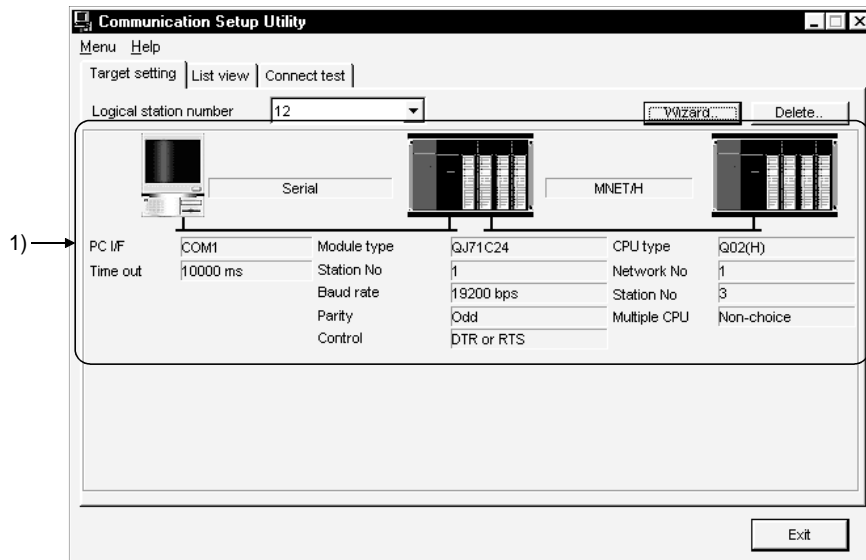 Communication Setup Utility
Menu Help
Target setting List view Connect test
Logical station number 12 Wizard.. Delete..
Serial MNET/H
1)
PC I/F COM1 Module type QJ71C24 CPU type Q02(H)
Time out 10000 ms Station No 1 Network No 1
Baud rate 19200 bps Station No 3
Parity Odd Multiple CPU Non-choice
Control DTR or RTS
Exit